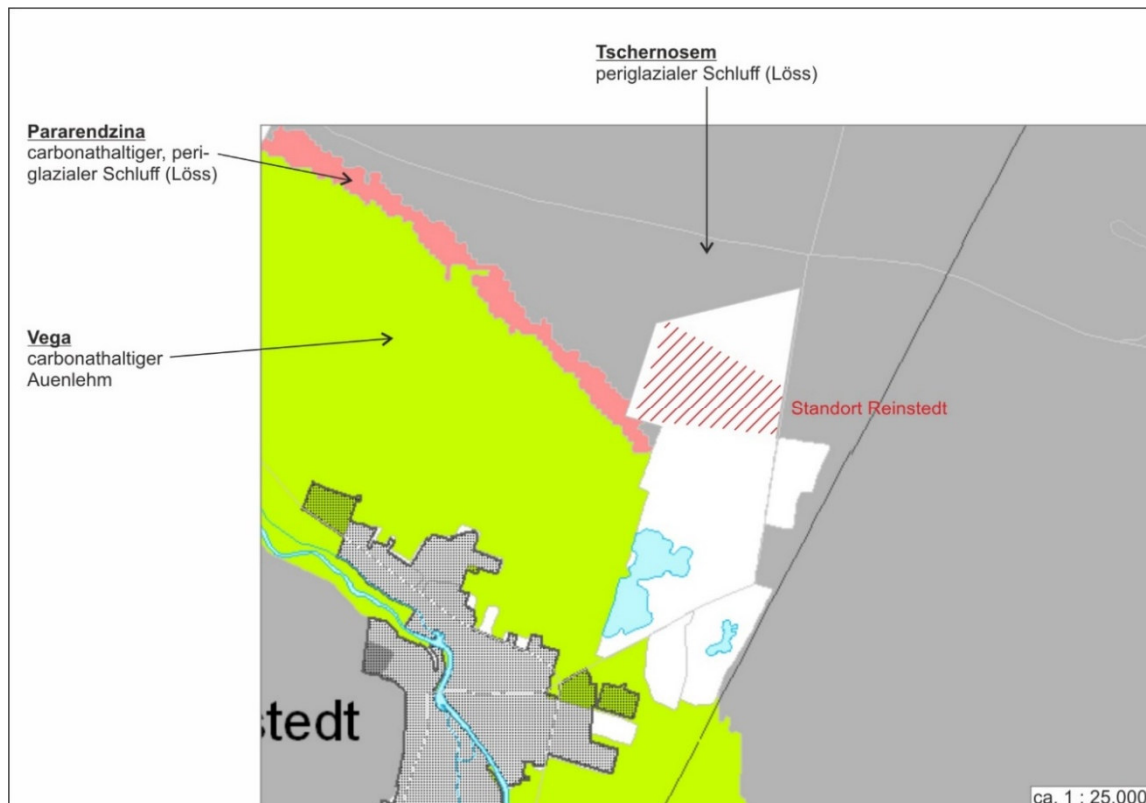 Tschernosem
periglazialer Schluff (Löss)
Pararendzina
carbonathaltiger, peri-
glazialer Schluff (Löss)
Vega
carbonathaltiger
Auenlehm
Standort Reinstedt
stedt
ca. 1 : 25.000